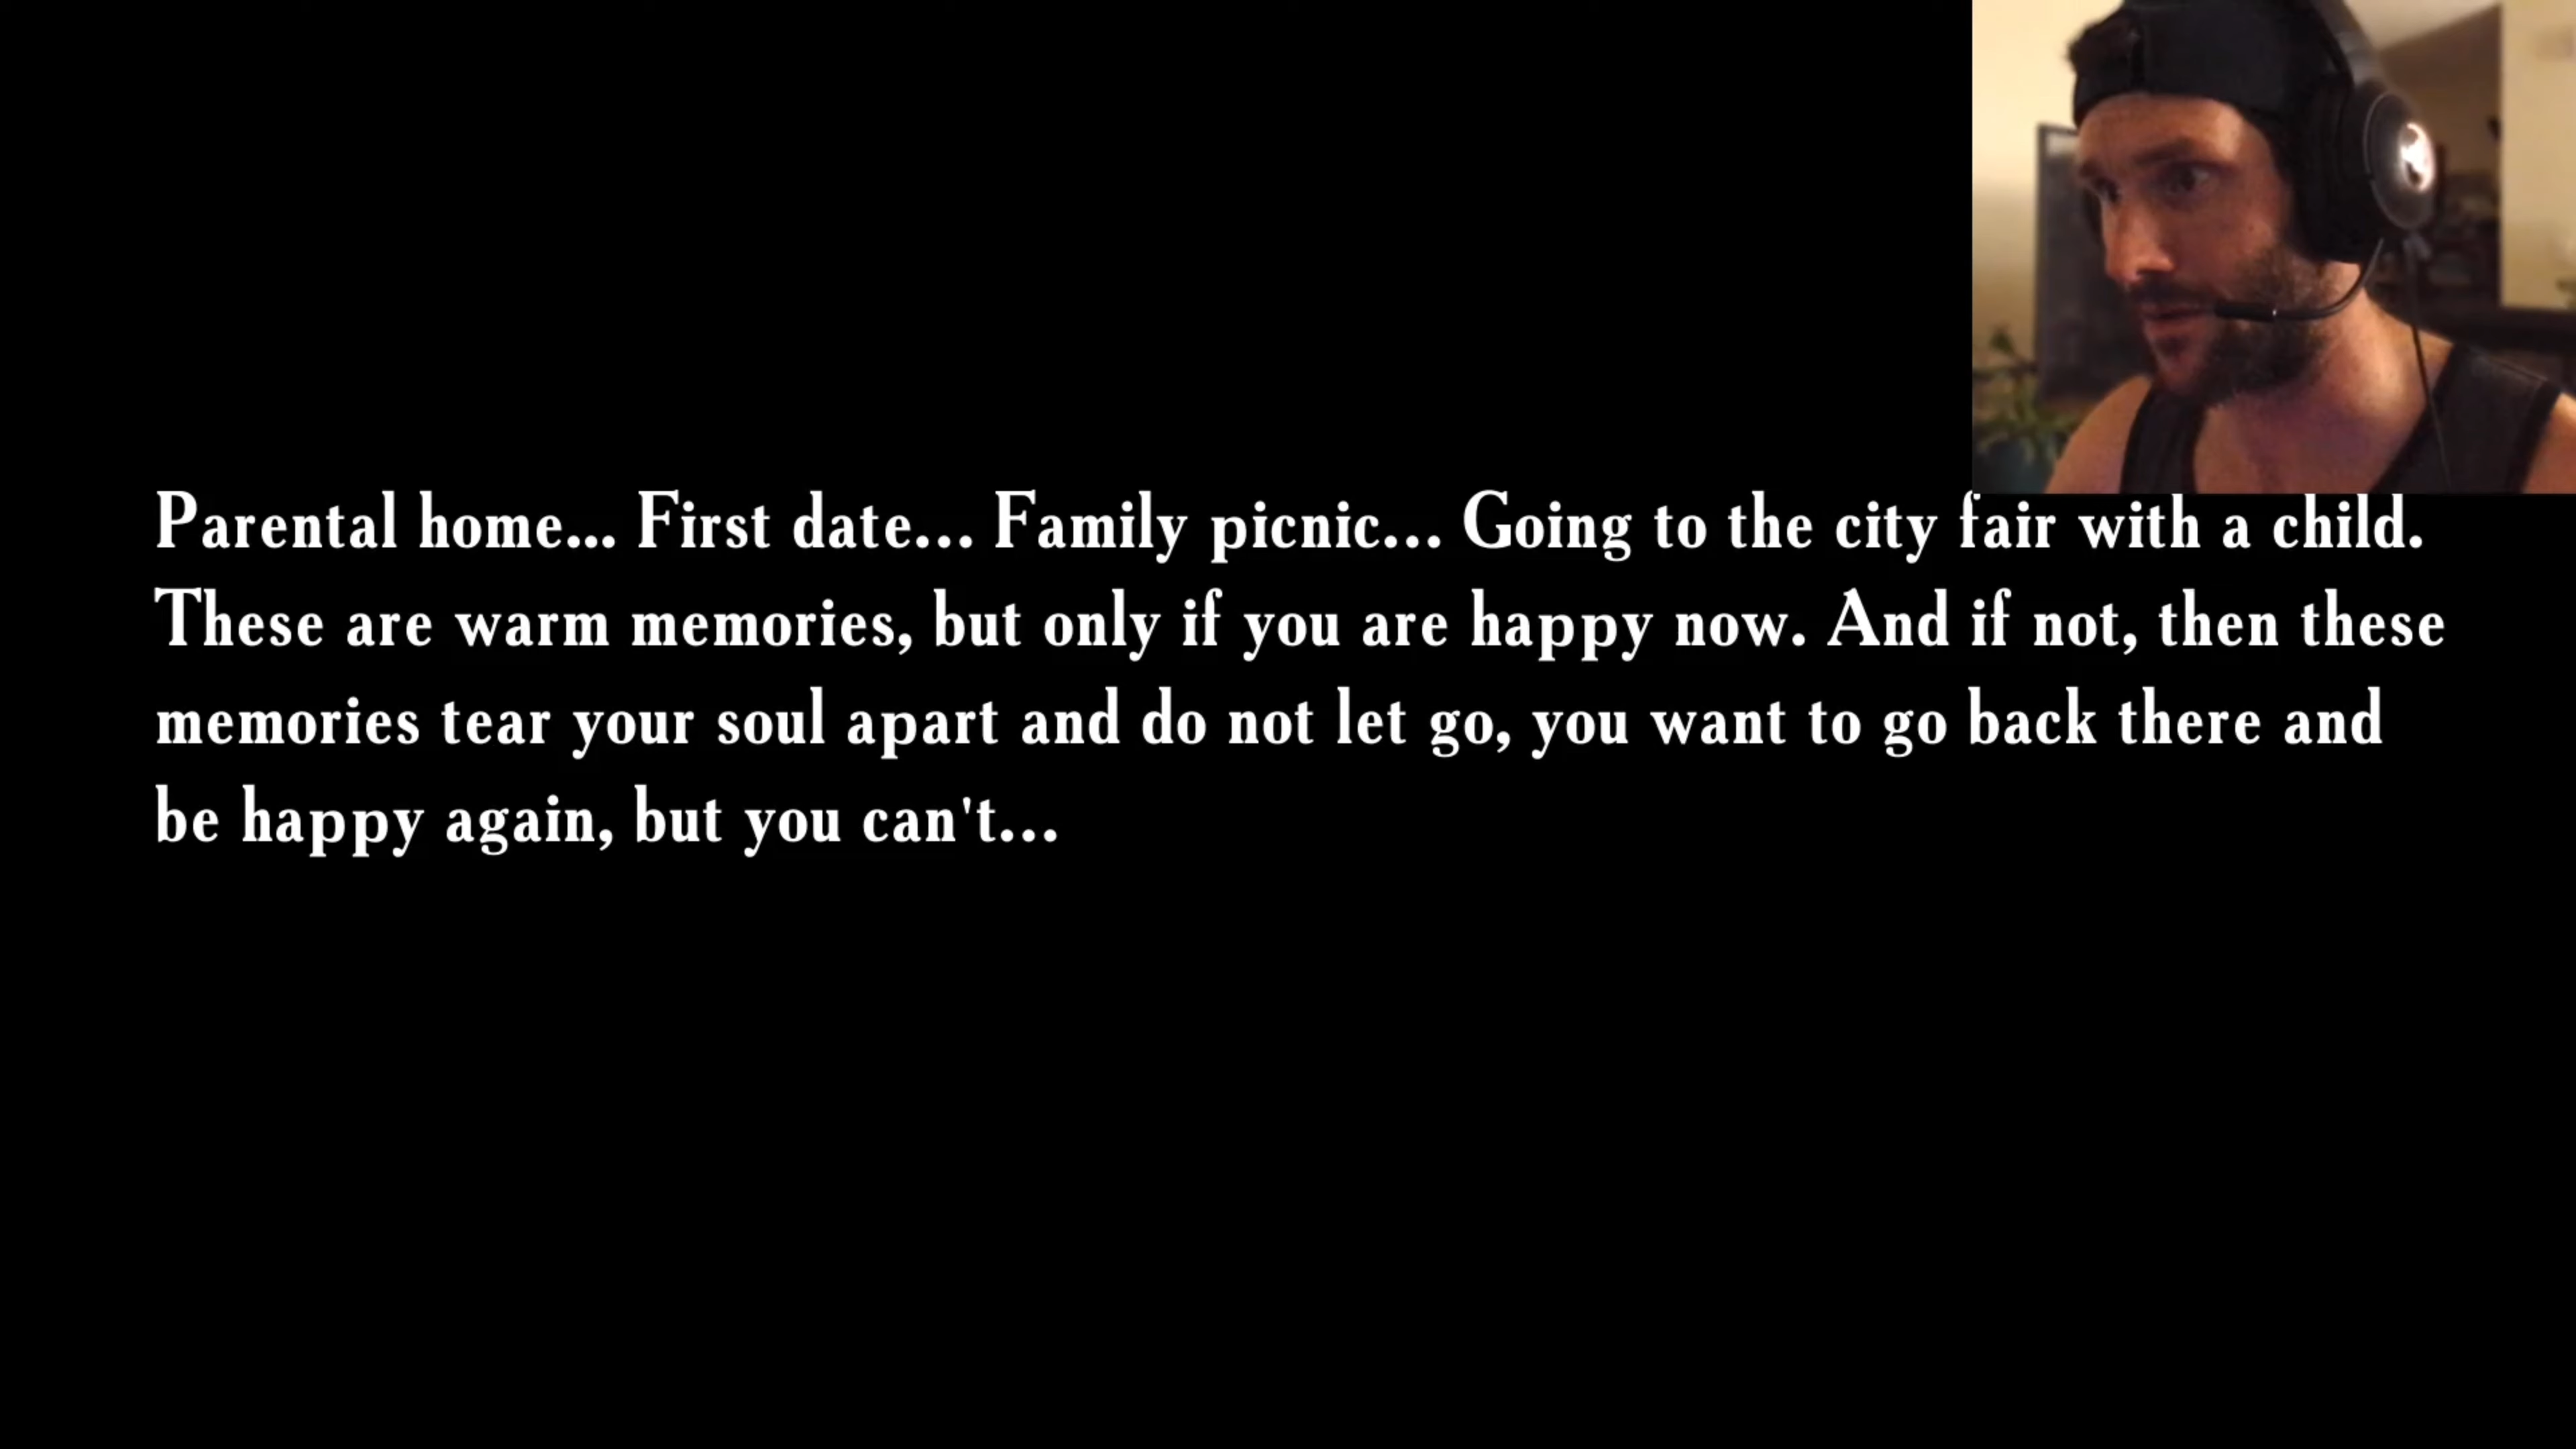 Parental home... First date... Family picnic... Going to the city fair with a child.
These are warm memories, but only if you are happy now. And if not, then these
memories tear your soul apart and do not let go, you want to go back there and
be happy again, but you can't...